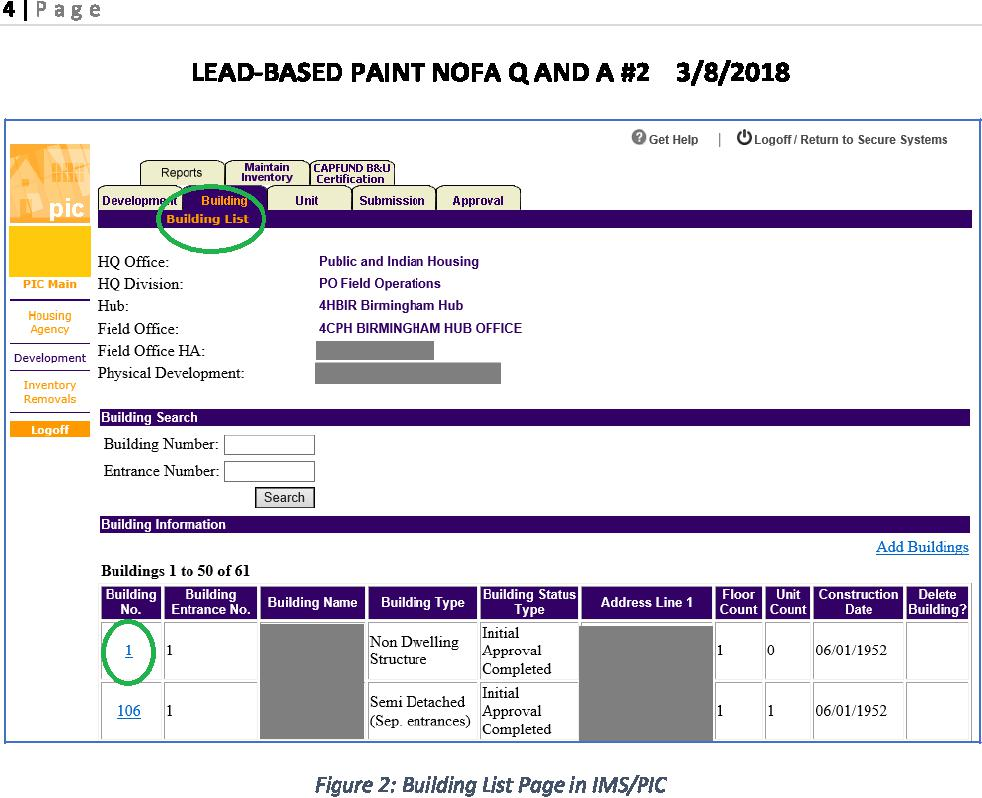 4 | Page
LEAD-BASED PAINT NOFA Q AND A #2 3/8/2018
Get Help | Logoff / Return to Secure Systems
pic
Reports Maintain Inventory CAPFUND B&U Certification
Development Building Unit Submission Approval
Building List
PIC Main
Housing Agency
Development
Inventory Removals
Logoff
HQ Office: Public and Indian Housing
HQ Division: PO Field Operations
Hub: 4HBIR Birmingham Hub
Field Office: 4CPH BIRMINGHAM HUB OFFICE
Field Office HA:
Physical Development:
Building Search
Building Number:
Entrance Number:
Search
Building Information
Add Buildings
Buildings 1 to 50 of 61
Building No. Building Entrance No. Building Name Building Type Building Status Type Address Line 1 Floor Count Unit Count Construction Date Delete Building?
1 1 Non Dwelling Structure Initial Approval Completed 1 0 06/01/1952
106 1 Semi Detached (Sep. entrances) Initial Approval Completed 1 1 06/01/1952
Figure 2: Building List Page in IMS/PIC